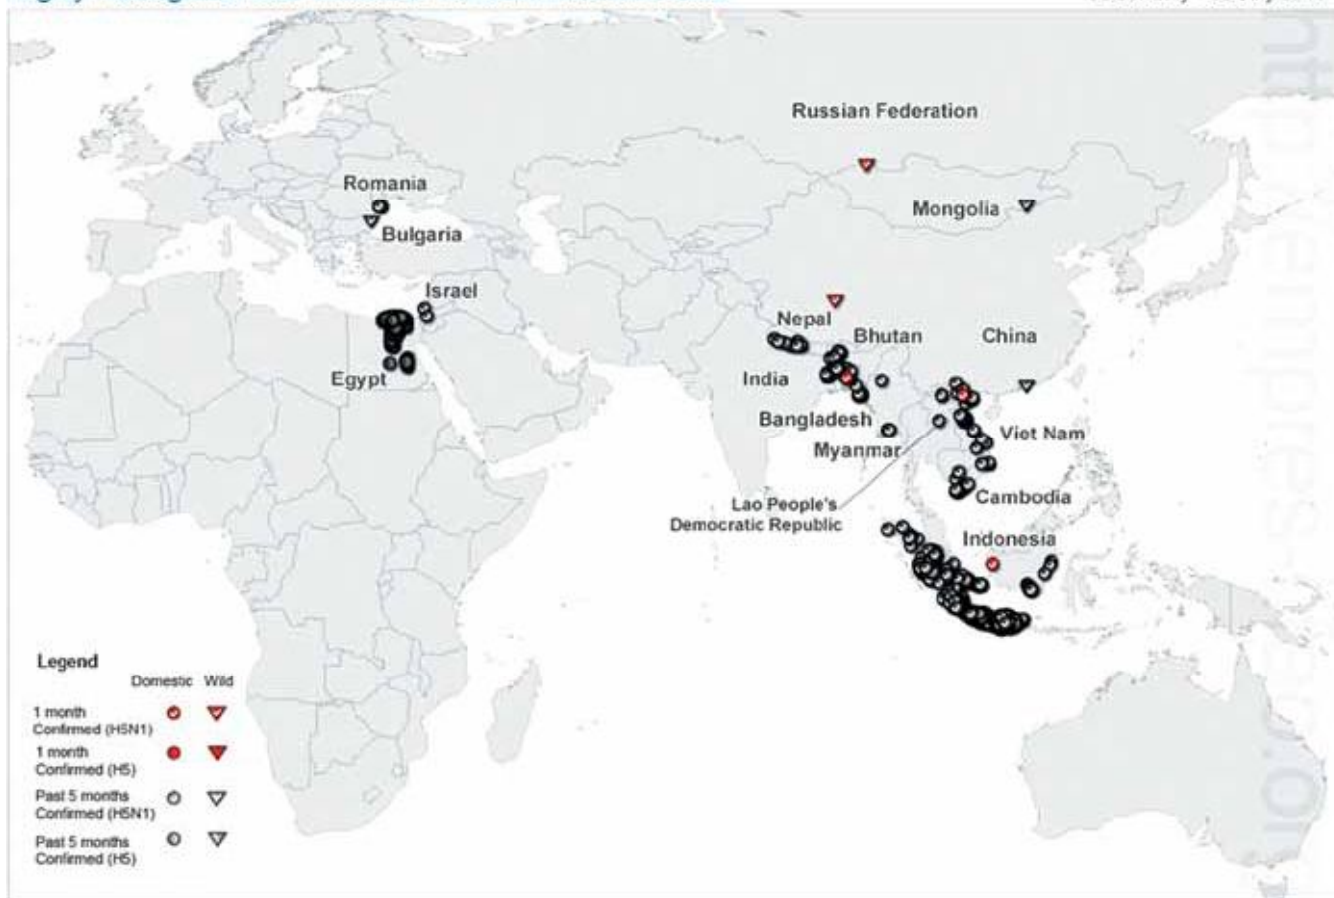 Russian Federation
Romania
Mongolia
Bulgaria
Israel
Nepal
Bhutan
China
Egypt
India
Bangladesh
Viet Nam
Myanmar
Cambodia
Lao People's
Democratic Republic
Indonesia
Legend
Domestic Wild
1 month
Confirmed (H5N1)
1 month
Confirmed (H5)
Past 5 months
Confirmed (H5N1)
Past 5 months
Confirmed (H5)